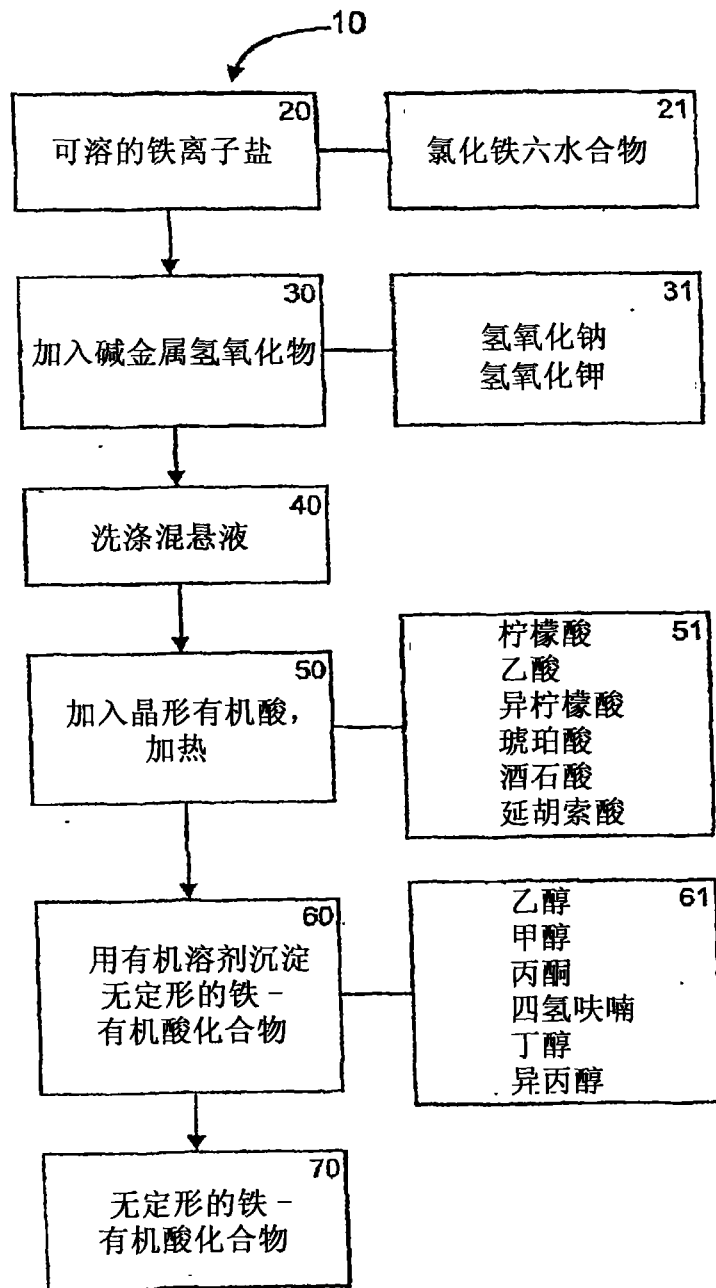 10
20
可溶的铁离子盐
21
氯化铁六水合物
30
加入碱金属氢氧化物
31
氢氧化钠
氢氧化钾
40
洗涤混悬液
50
加入晶形有机酸，
加热
51
柠檬酸
乙酸
异柠檬酸
琥珀酸
酒石酸
延胡索酸
60
用有机溶剂沉淀
无定形的铁-
有机酸化合物
61
乙醇
甲醇
丙酮
四氢呋喃
丁醇
异丙醇
70
无定形的铁-
有机酸化合物